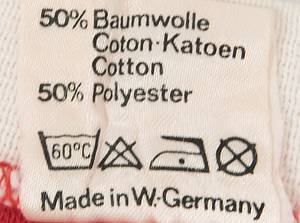 50% Baumwolle
Coton-Katoen
Cotton
50% Polyester
60°C
Made in W.-Germany